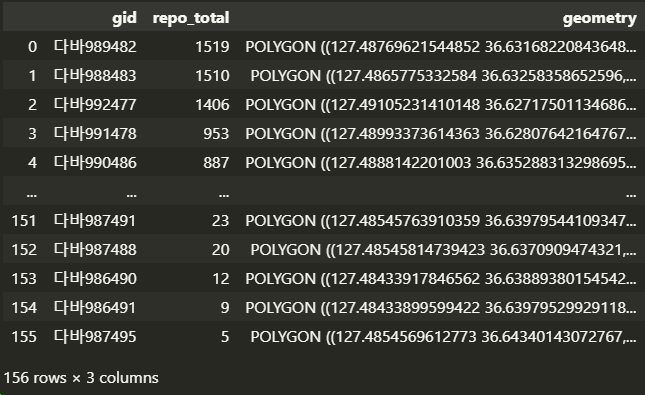 gid repo_total geometry
0 다바989482 1519 POLYGON ((127.48769621544852 36.63168220843648...
1 다바988483 1510 POLYGON ((127.4865775332584 36.63258358652596,...
2 다바992477 1406 POLYGON ((127.49105231410148 36.62717501134686...
3 다바991478 953 POLYGON ((127.48993373614363 36.62807642164767...
4 다바990486 887 POLYGON ((127.4888142201003 36.635288313298695...
... ... ... ...
151 다바987491 23 POLYGON ((127.48545763910359 36.63979544109347...
152 다바987488 20 POLYGON ((127.48545814739423 36.6370909474321,...
153 다바986490 12 POLYGON ((127.48433917846562 36.63889380154542...
154 다바986491 9 POLYGON ((127.48433899599422 36.63979529929118...
155 다바987495 5 POLYGON ((127.4854569612773 36.64340143072767,...
156 rows × 3 columns